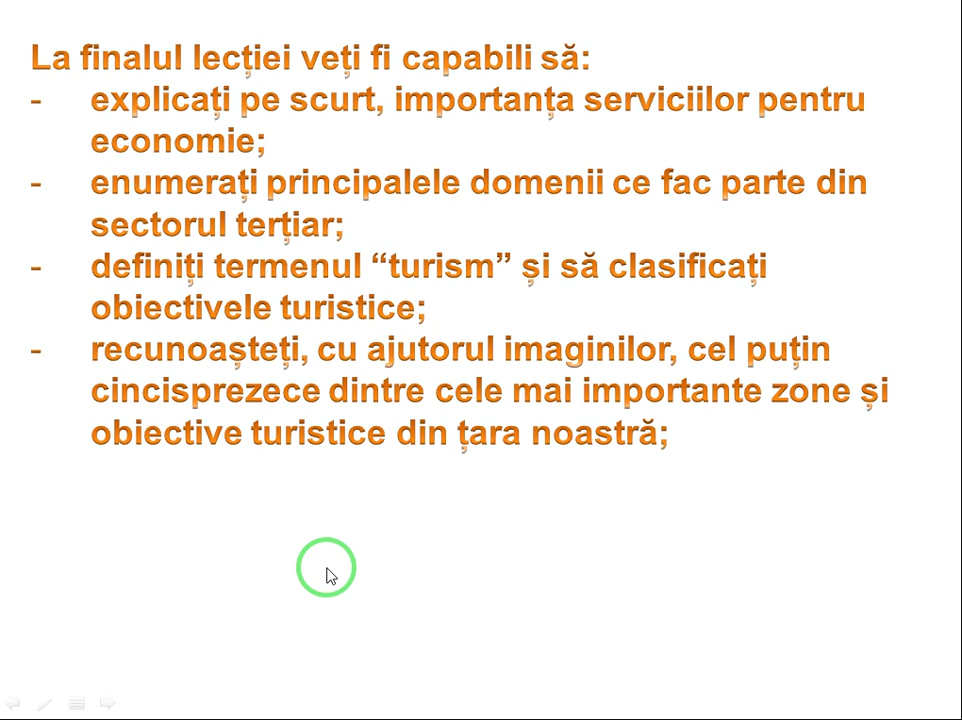 La finalul lecției veți fi capabili să:
- explicați pe scurt, importanța serviciilor pentru
economie;
- enumerați principalele domenii ce fac parte din
sectorul terțiar;
- definiți termenul “turism” și să clasificați
obiectivele turistice;
- recunoașteți, cu ajutorul imaginilor, cel puțin
cincisprezece dintre cele mai importante zone și
obiective turistice din țara noastră;